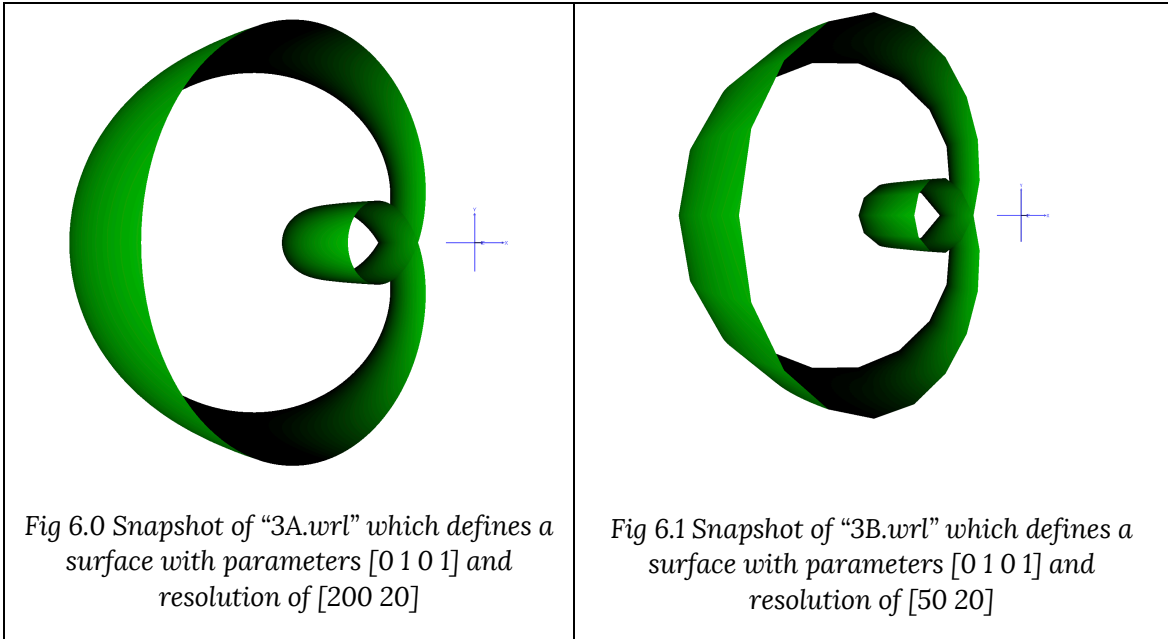 Fig 6.0 Snapshot of “3A.wrl” which defines a
surface with parameters [0 1 0 1] and
resolution of [200 20]
Fig 6.1 Snapshot of “3B.wrl” which defines a
surface with parameters [0 1 0 1] and
resolution of [50 20]